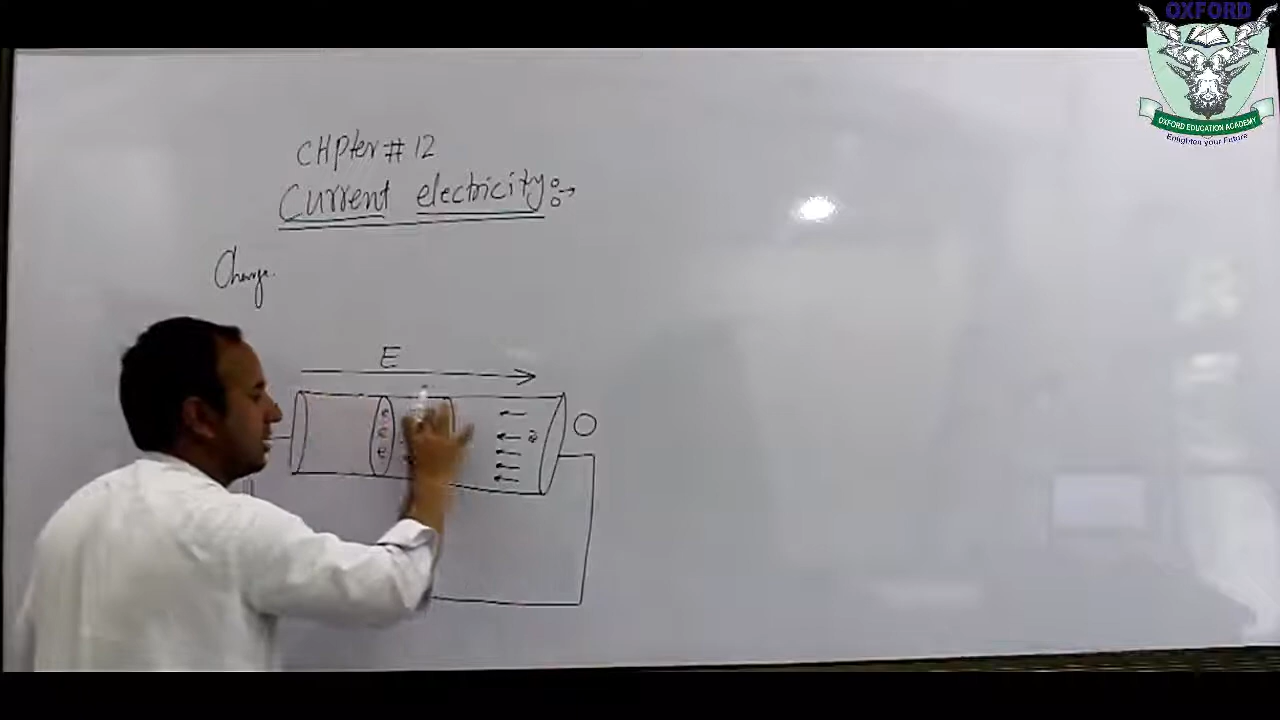 OXFORD
OXFORD EDUCATION ACADEMY
Enlighten your Future
CHPter # 12
Current electricity
Charge
E
e
e
e